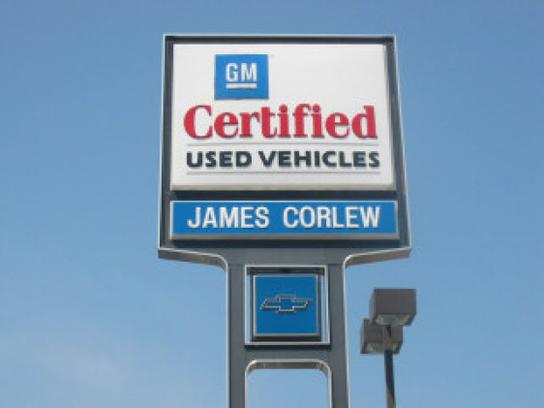 GM
Certified
USED VEHICLES
JAMES CORLEW